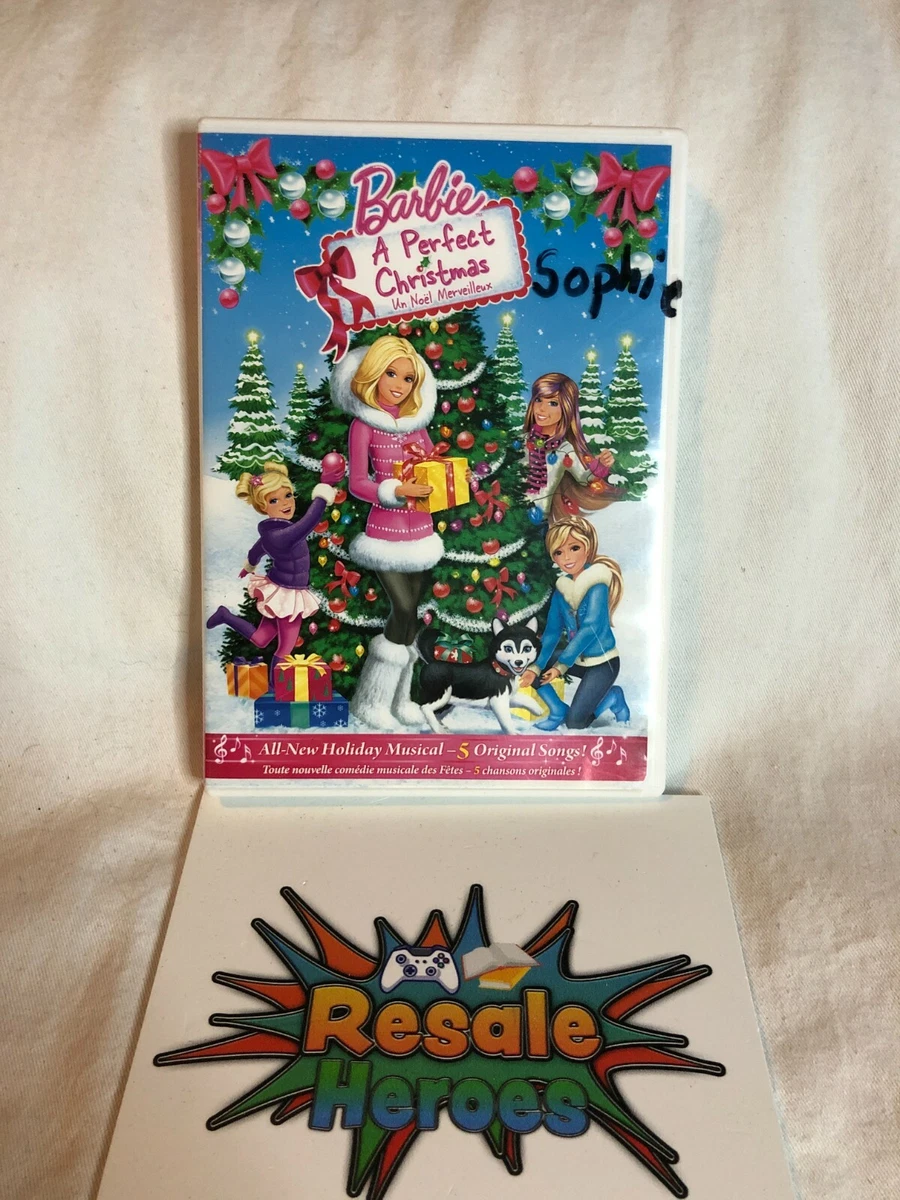 Barbie™
A Perfect
Christmas
Un Noël Merveilleux
Sophie
All-New Holiday Musical – 5 Original Songs!
Toute nouvelle comédie musicale des Fêtes – 5 chansons originales !
Resale
Heroes